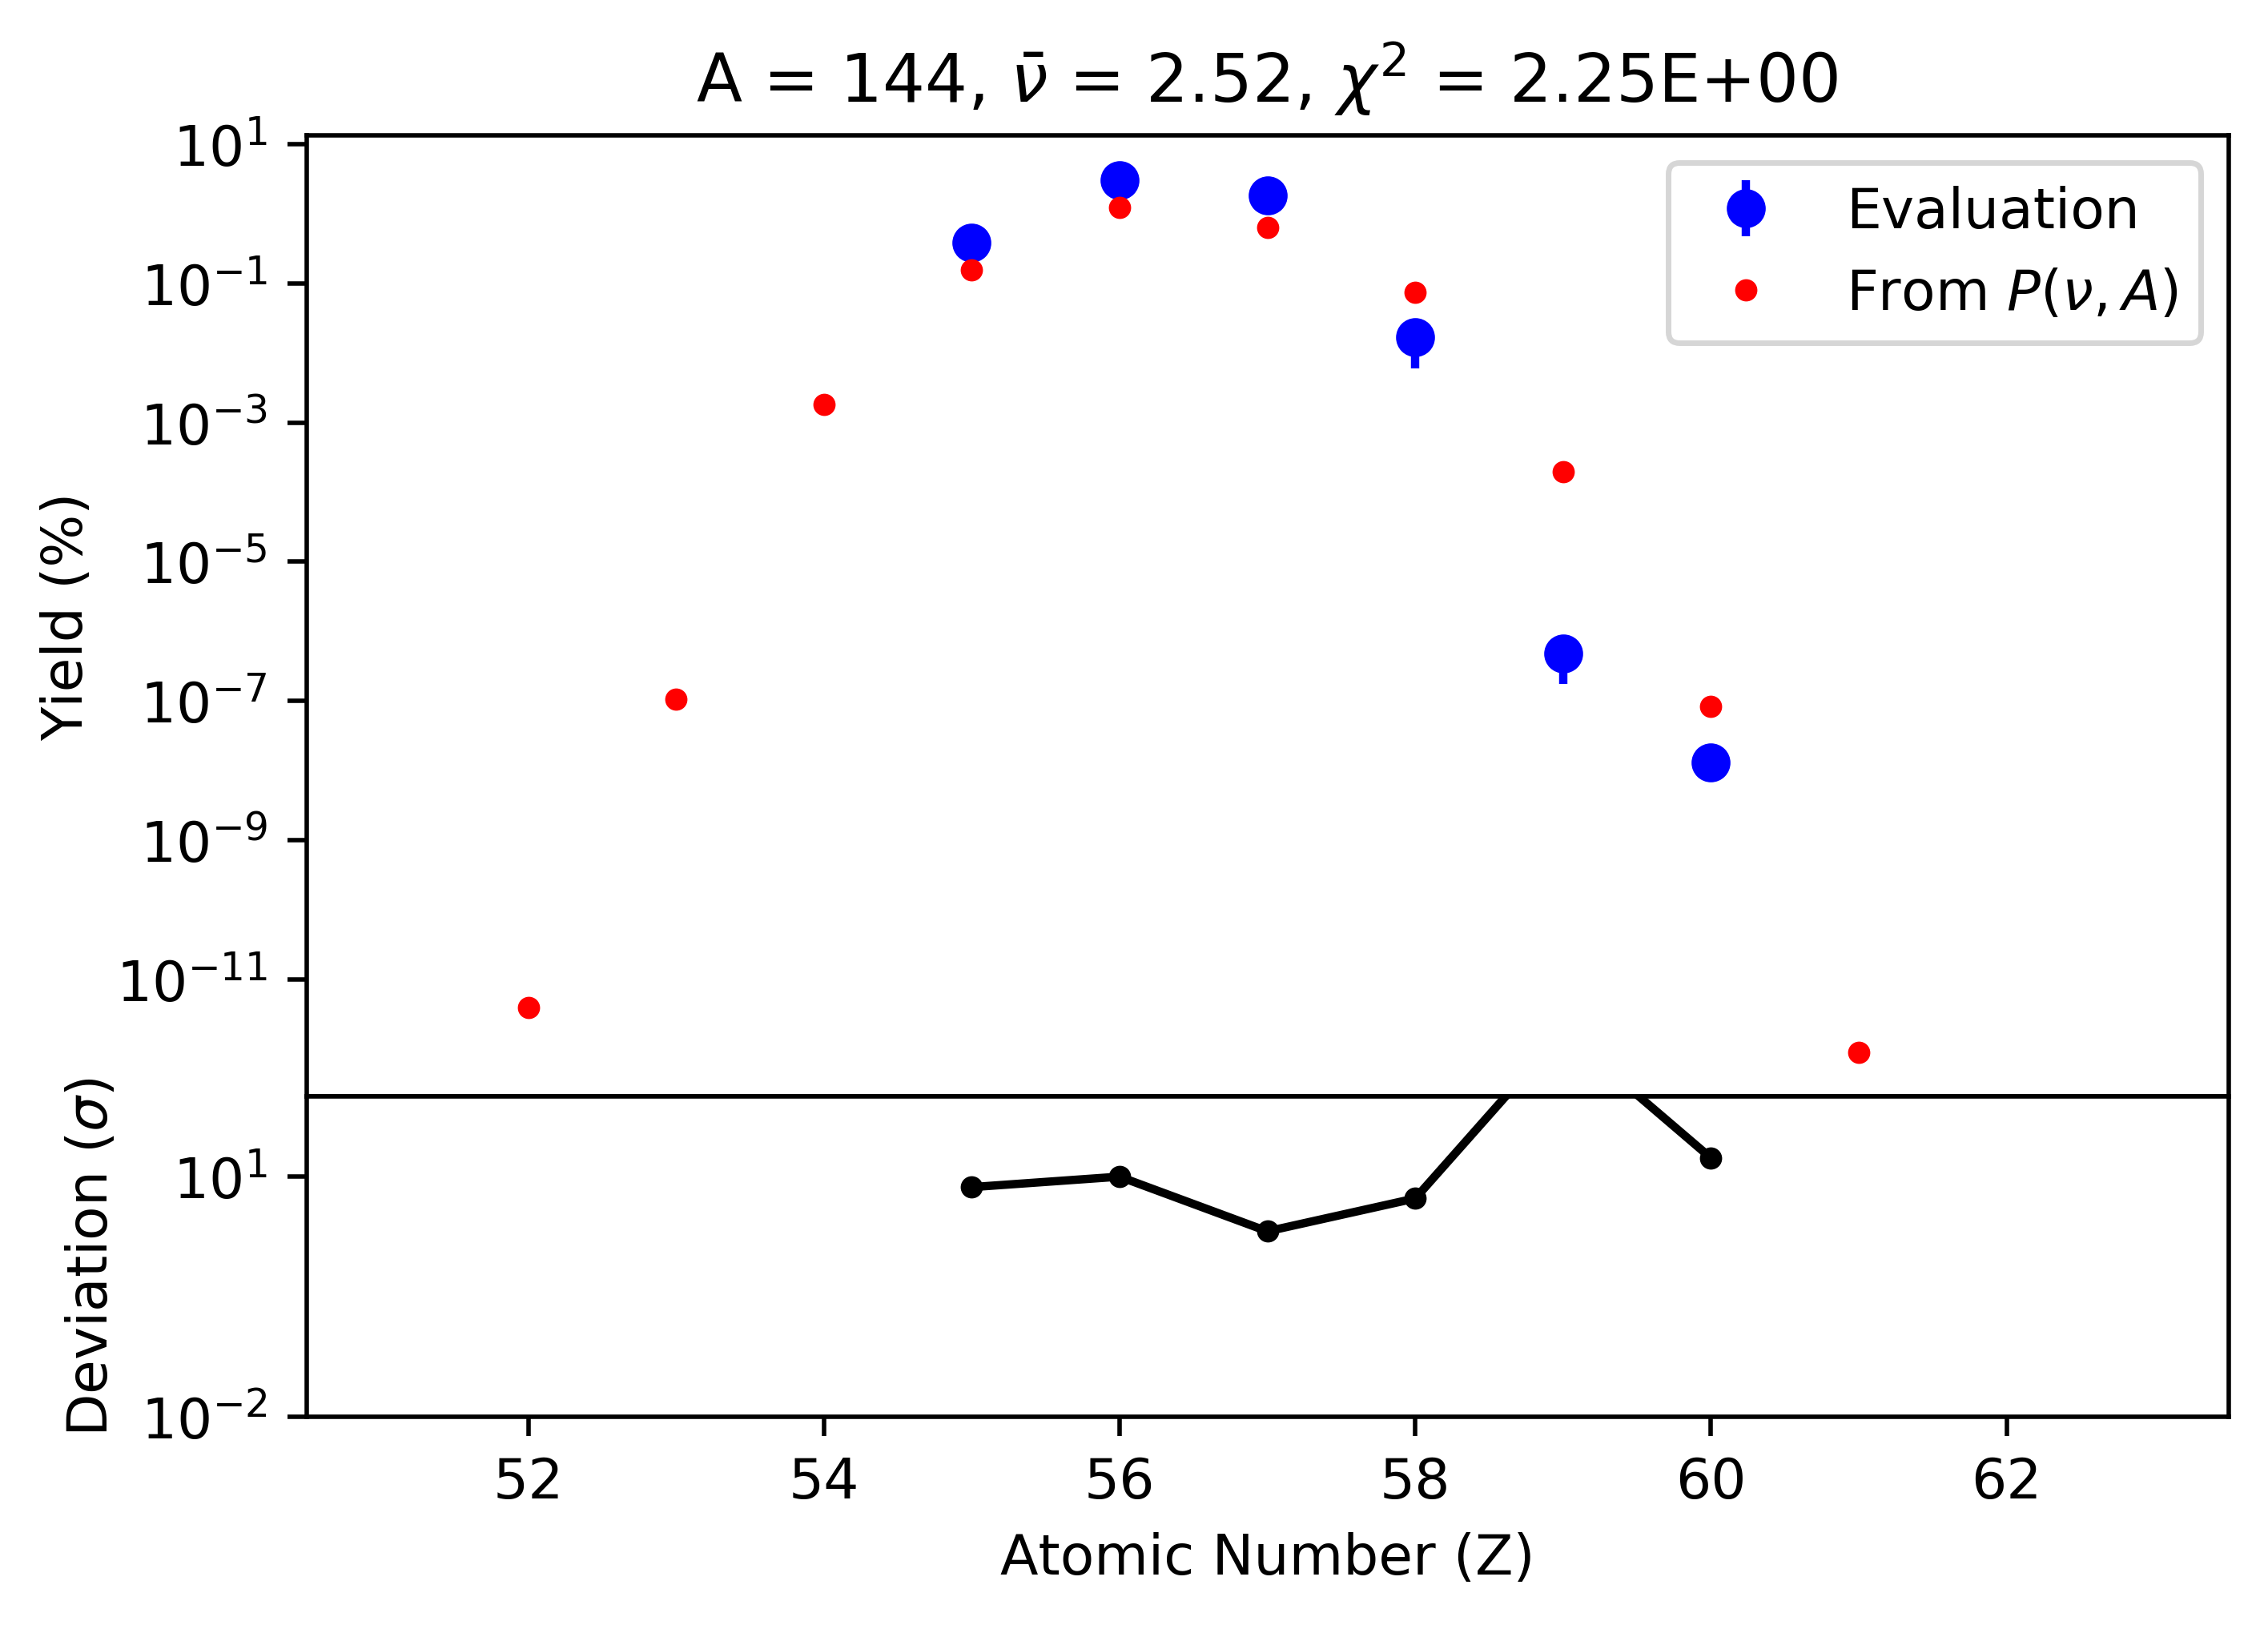 A = 144, ν̄ = 2.52, χ² = 2.25E+00
Evaluation
From P(ν, A)
Yield (%)
10¹
10⁻¹
10⁻³
10⁻⁵
10⁻⁷
10⁻⁹
10⁻¹¹
Deviation (σ)
10¹
10⁻²
52 54 56 58 60 62
Atomic Number (Z)